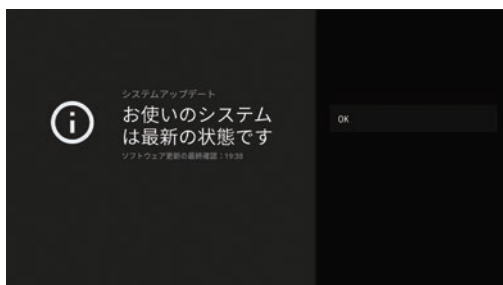 システムアップデート
お使いのシステム
は最新の状態です
ソフトウェア更新の最終確認：19:38
OK